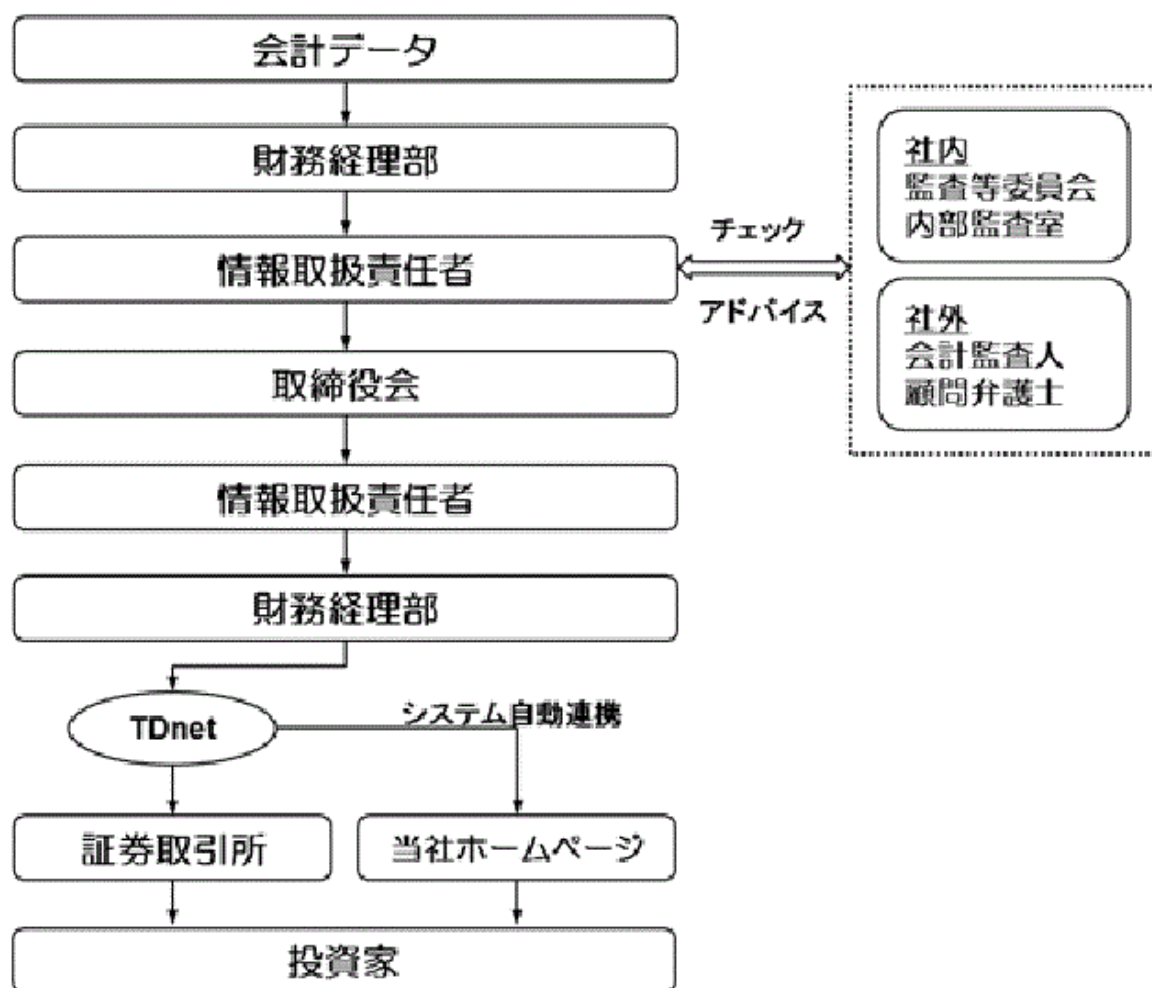 会計データ
財務経理部
情報取扱責任者
チェック
アドバイス
社内
監査等委員会
内部監査室
社外
会計監査人
顧問弁護士
取締役会
情報取扱責任者
財務経理部
TDnet
システム自動連携
証券取引所
当社ホームページ
投資家